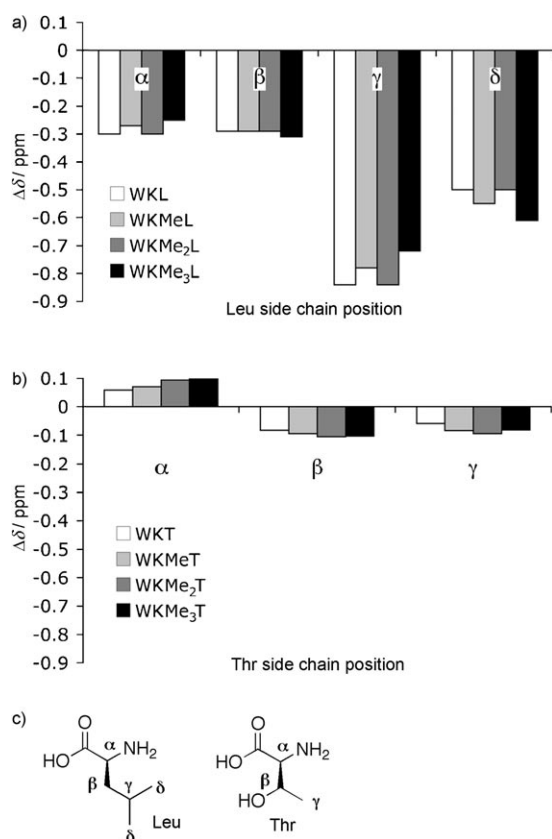 a)
0.1
0
-0.1
-0.2
-0.3
-0.4
-0.5
-0.6
-0.7
-0.8
-0.9
Δδ/ ppm
α β γ δ
WKL
WKMeL
WKMe₂L
WKMe₃L
Leu side chain position
b)
0.1
0
-0.1
-0.2
-0.3
-0.4
-0.5
-0.6
-0.7
-0.8
-0.9
Δδ/ ppm
α β γ
WKT
WKMeT
WKMe₂T
WKMe₃T
Thr side chain position
c)
O
HO
α
NH₂
β
γ
δ
δ
Leu
O
HO
α
NH₂
β
HO
γ
Thr